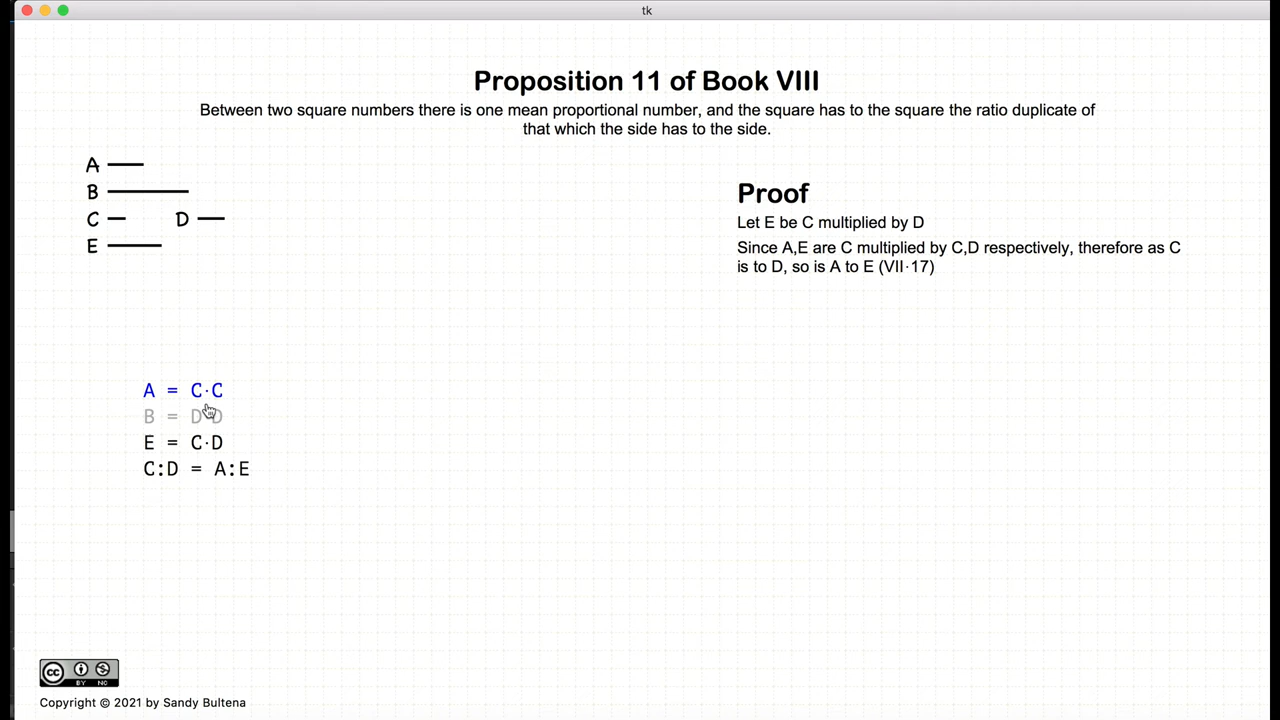 tk
Proposition 11 of Book VIII
Between two square numbers there is one mean proportional number, and the square has to the square the ratio duplicate of
that which the side has to the side.
A
B
C D
E
Proof
Let E be C multiplied by D
Since A,E are C multiplied by C,D respectively, therefore as C
is to D, so is A to E (VII·17)
A = C·C
B = D·D
E = C·D
C:D = A:E
cc BY NC
Copyright © 2021 by Sandy Bultena